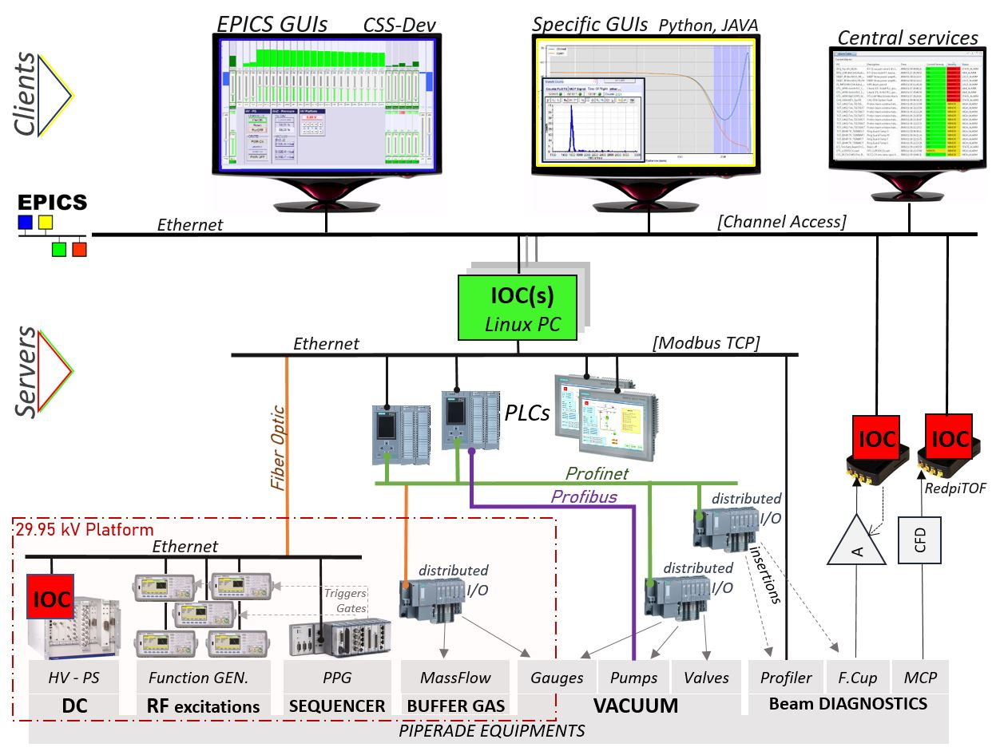 EPICS GUIs CSS-Dev
Specific GUIs Python, JAVA
Central services
Clients
EPICS
Ethernet
[Channel Access]
IOC(s)
Linux PC
Servers
Ethernet
[Modbus TCP]
PLCs
Fiber Optic
IOC
IOC
RedpiTOF
Profinet
Profibus
distributed
I/O
A
CFD
29.95 kV Platform
Ethernet
insertions
distributed
I/O
distributed
I/O
Triggers
Gates
IOC
HV - PS
Function GEN.
PPG
MassFlow
Gauges
Pumps
Valves
Profiler
F.Cup
MCP
DC
RF excitations
SEQUENCER
BUFFER GAS
VACUUM
Beam DIAGNOSTICS
PIPERADE EQUIPMENTS